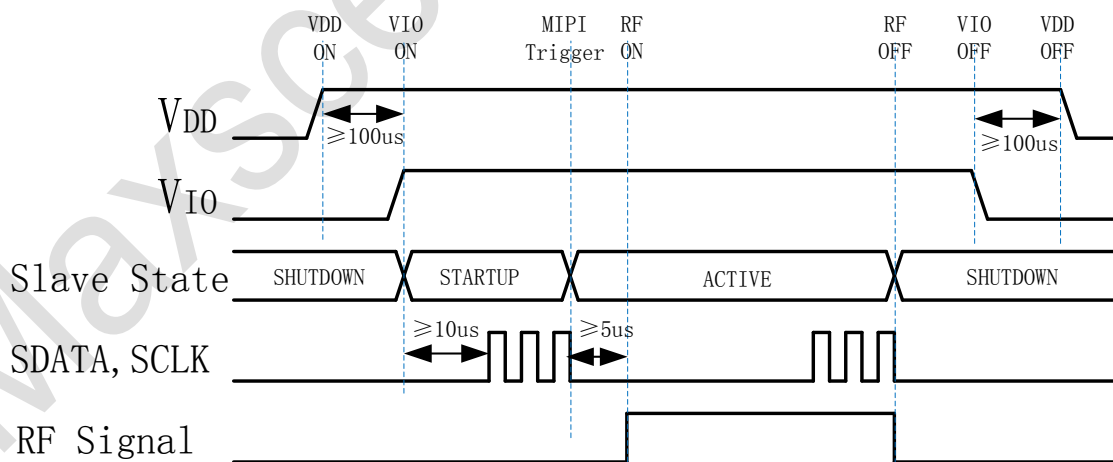 VDD VIO MIPI RF RF VIO VDD
ON ON Trigger ON OFF OFF OFF
VDD
≥100us ≥100us
VIO
Slave State SHUTDOWN STARTUP ACTIVE SHUTDOWN
≥10us ≥5us
SDATA, SCLK
RF Signal